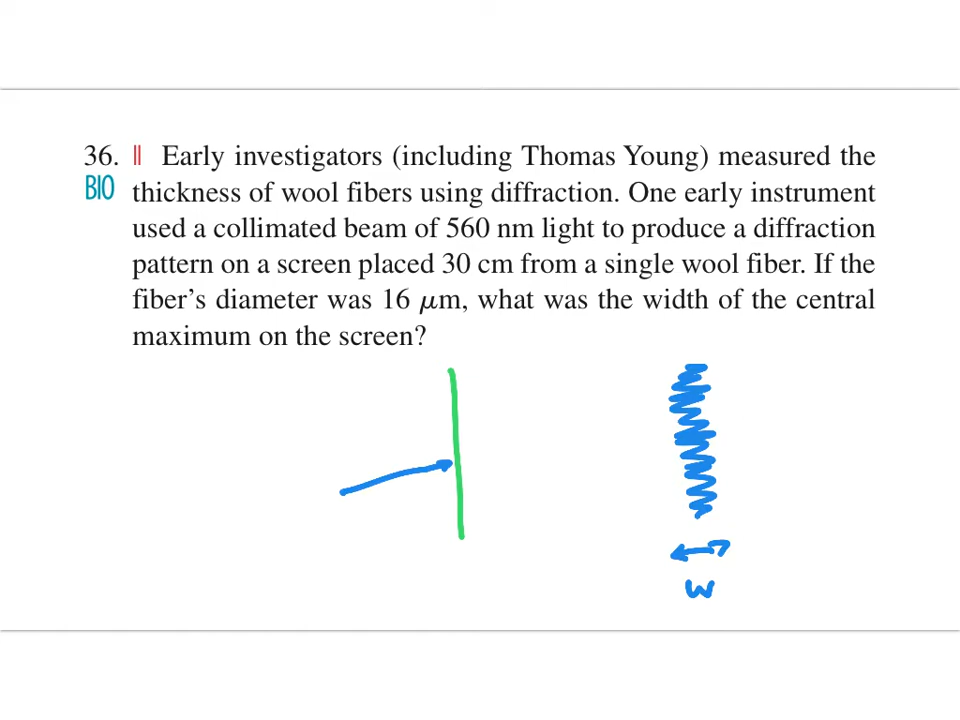 36. || Early investigators (including Thomas Young) measured the
BIO thickness of wool fibers using diffraction. One early instrument
used a collimated beam of 560 nm light to produce a diffraction
pattern on a screen placed 30 cm from a single wool fiber. If the
fiber's diameter was 16 μm, what was the width of the central
maximum on the screen?
w